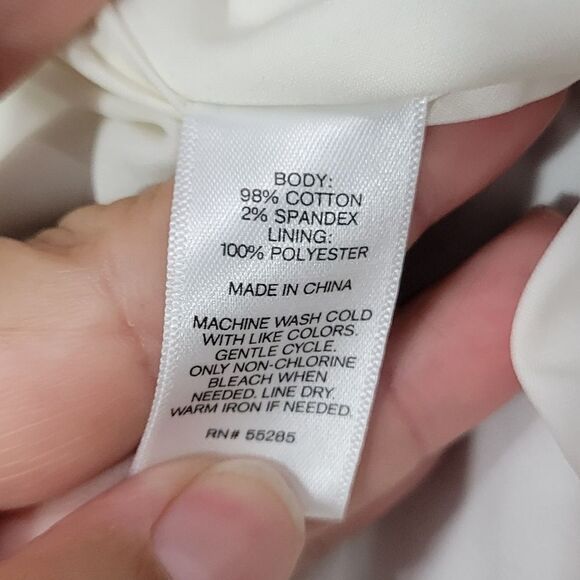 BODY:
98% COTTON
2% SPANDEX
LINING:
100% POLYESTER
MADE IN CHINA
MACHINE WASH COLD
WITH LIKE COLORS.
GENTLE CYCLE.
ONLY NON-CHLORINE
BLEACH WHEN
NEEDED. LINE DRY.
WARM IRON IF NEEDED.
RN# 55285